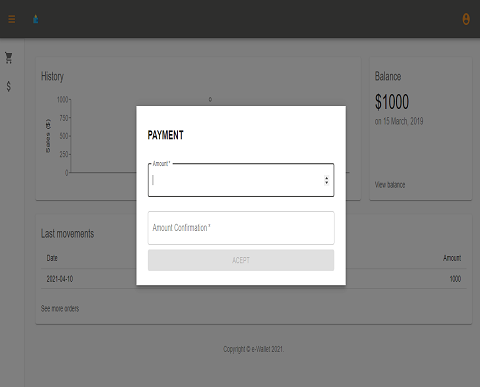 History
1000
750
500
250
0
Sales ($)
Balance
$1000
on 15 March, 2019
View balance
PAYMENT
Amount *
Amount Confirmation *
ACEPT
Last movements
Date
Amount
2021-04-10
1000
See more orders
Copyright © e-Wallet 2021.